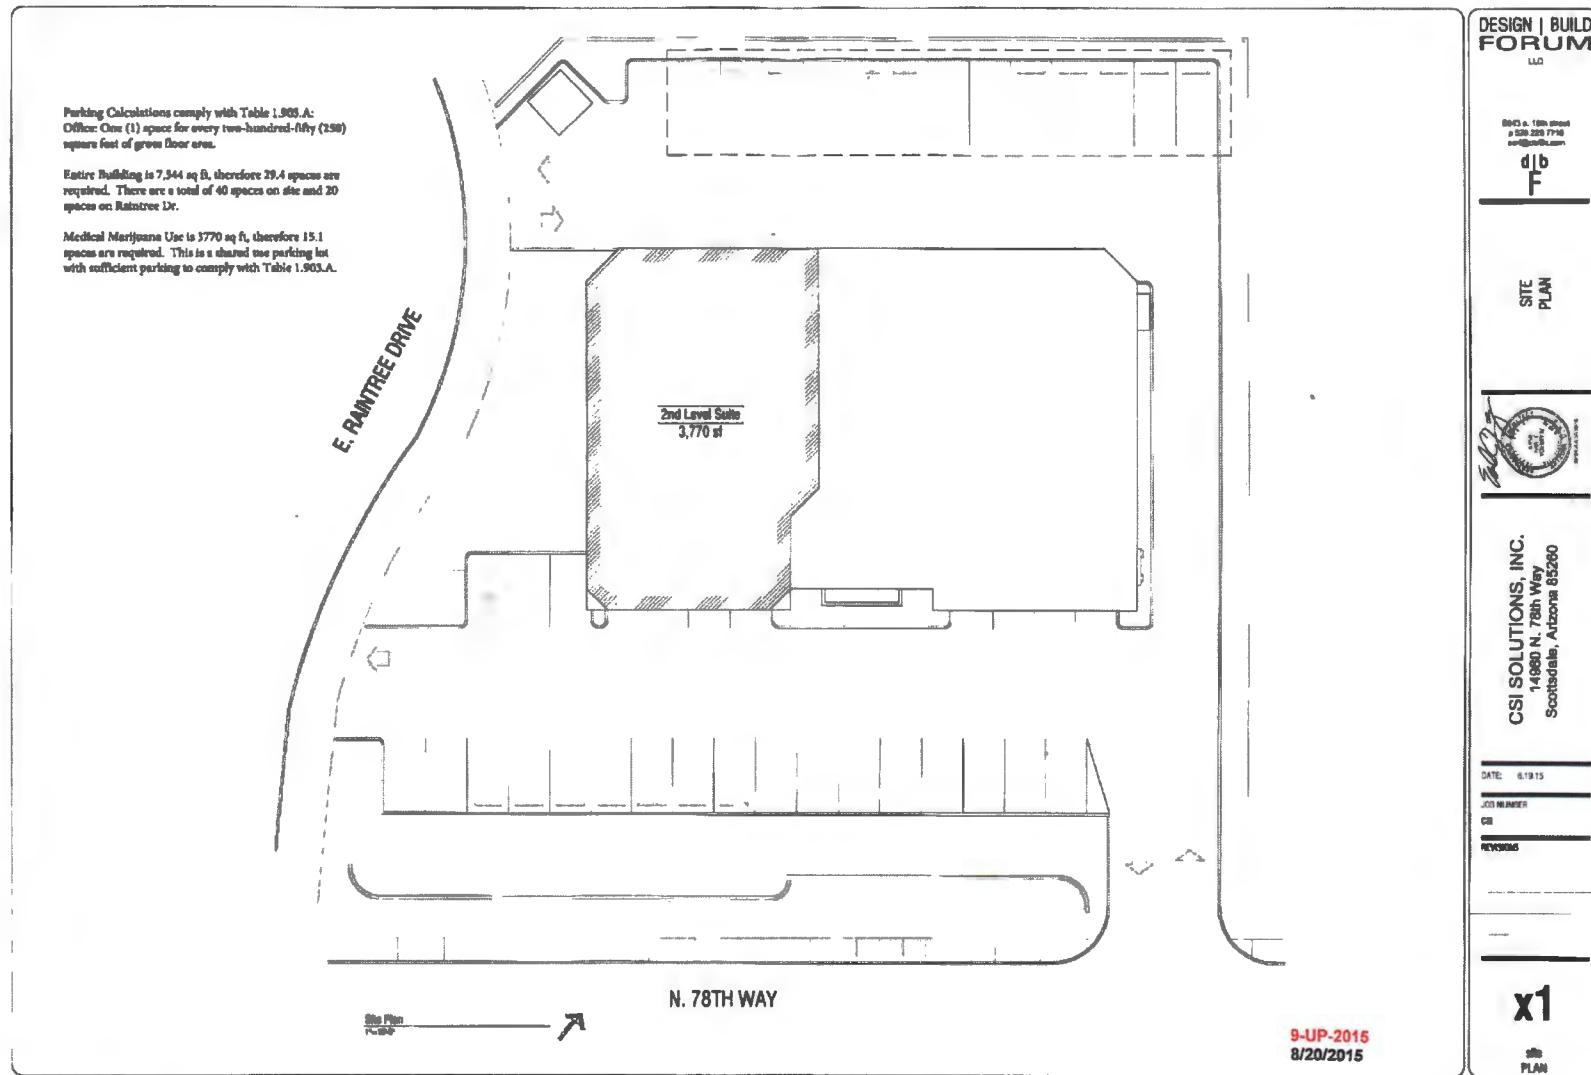 Parking Calculations comply with Table 1.903.A:
Office: One (1) space for every two-hundred-fifty (250)
square feet of gross floor area.
Entire Building is 7,344 sq ft, therefore 29.4 spaces are
required. There are a total of 40 spaces on site and 20
spaces on Raintree Dr.
Medical Marijuana Use is 3770 sq ft, therefore 15.1
spaces are required. This is a shared use parking lot
with sufficient parking to comply with Table 1.903.A.
E. RAINTREE DRIVE
2nd Level Suite
3,770 sf
N. 78TH WAY
Site Plan
9-UP-2015
8/20/2015
DESIGN | BUILD
FORUM
LLC
d|b
F
SITE
PLAN
CSI SOLUTIONS, INC.
14960 N. 78th Way
Scottsdale, Arizona 85260
DATE: 6.19.15
JOB NUMBER
CSI
REVISIONS
x1
site
PLAN